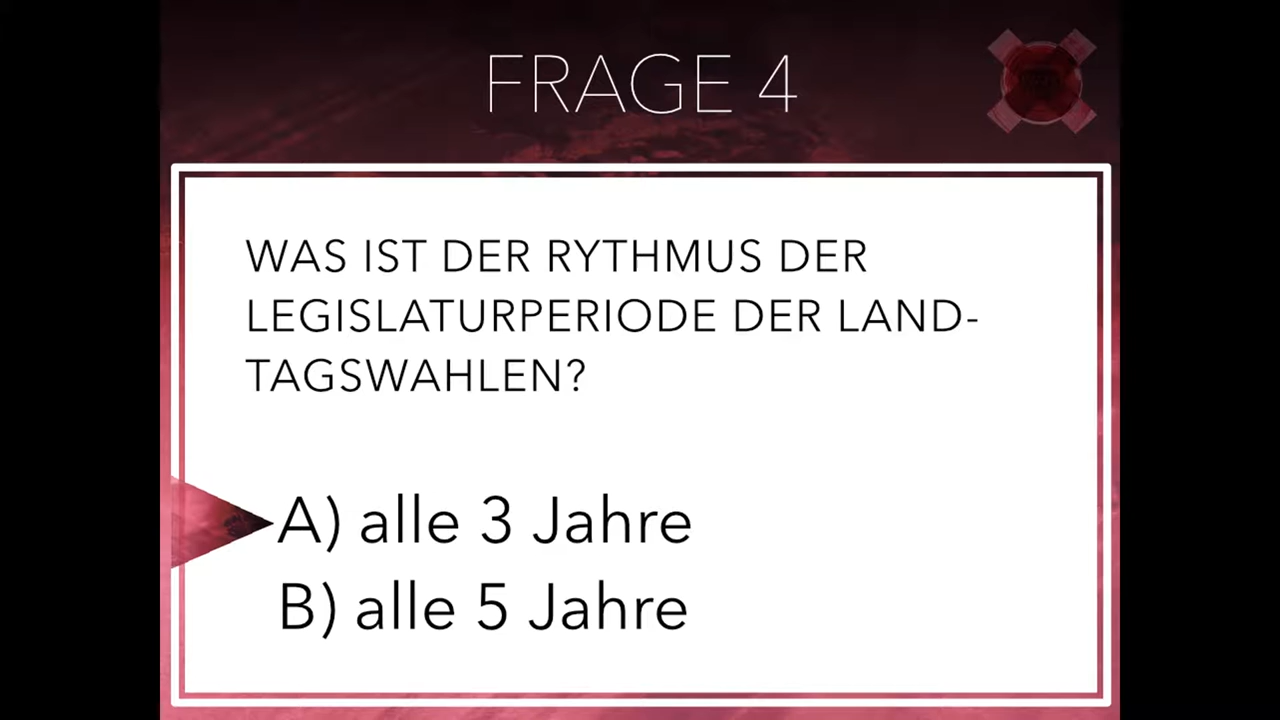 FRAGE 4
WAS IST DER RYTHMUS DER
LEGISLATURPERIODE DER LAND-
TAGSWAHLEN?
A) alle 3 Jahre
B) alle 5 Jahre